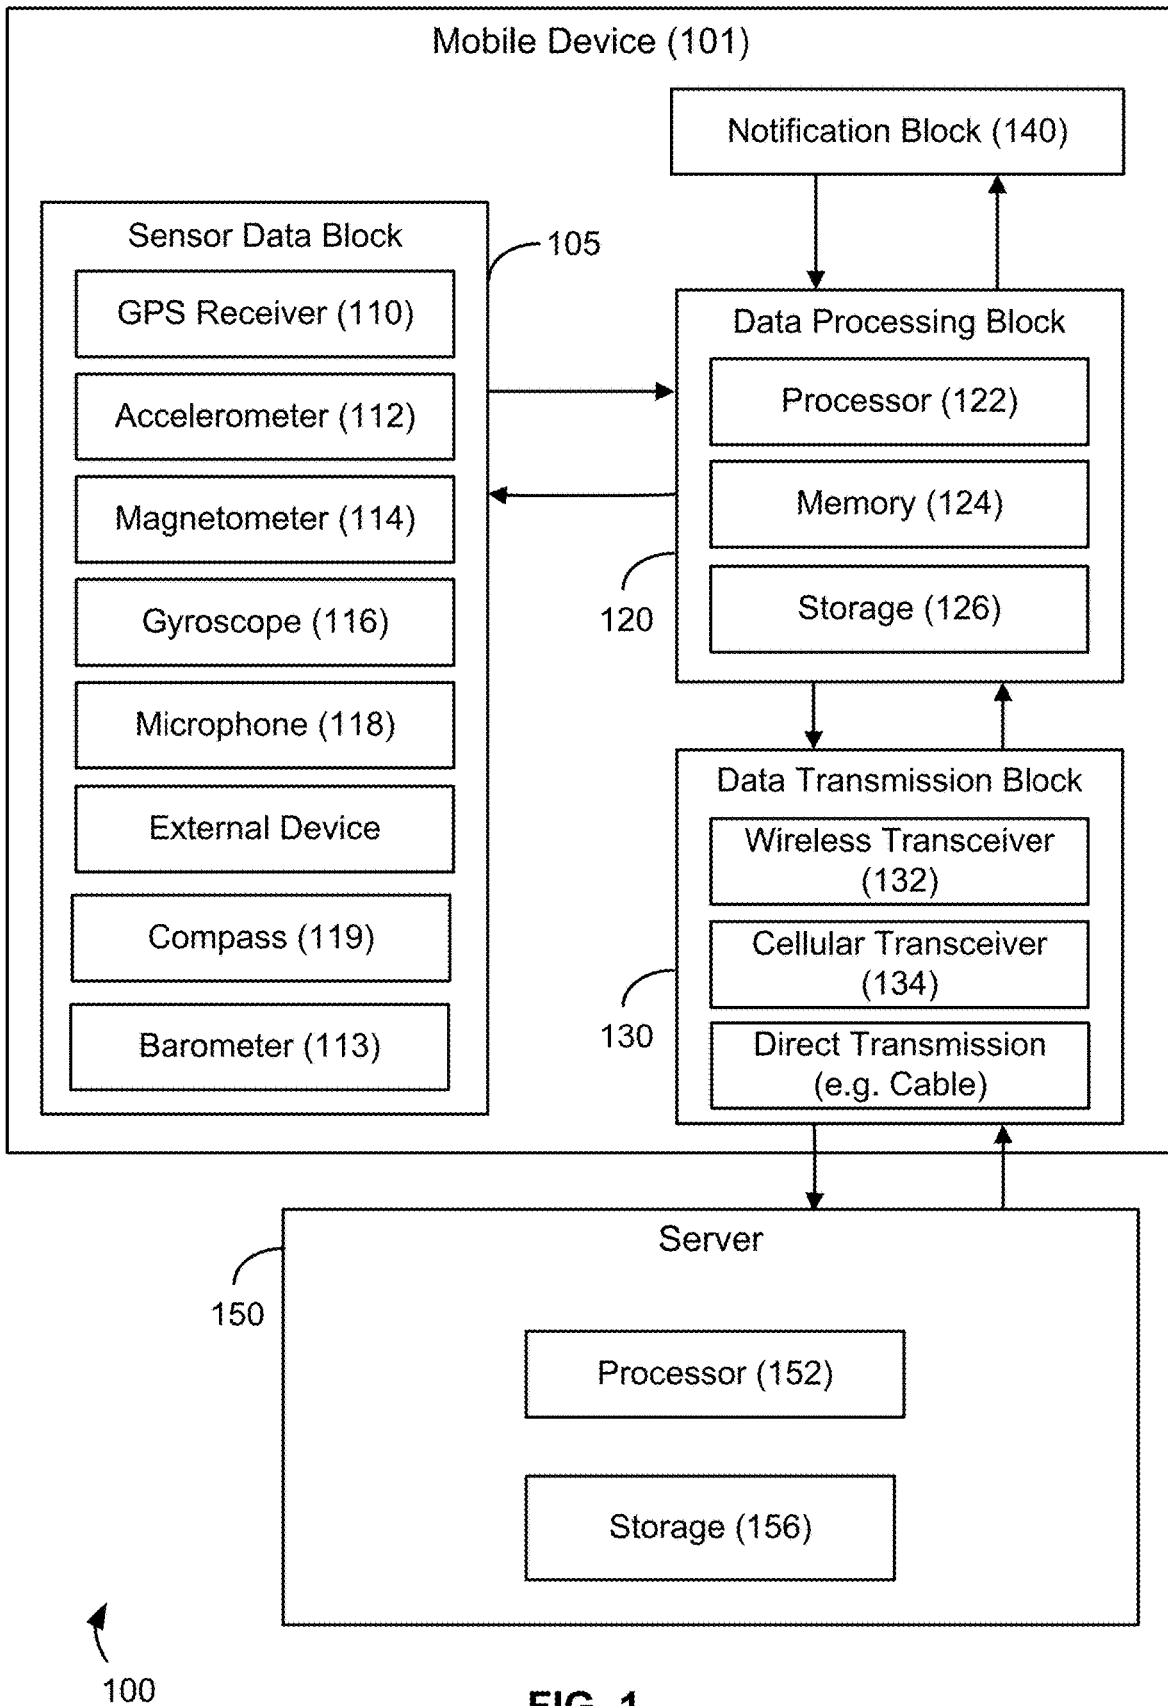 Mobile Device (101)
Notification Block (140)
Sensor Data Block
105
GPS Receiver (110)
Accelerometer (112)
Magnetometer (114)
Gyroscope (116)
Microphone (118)
External Device
Compass (119)
Barometer (113)
Data Processing Block
Processor (122)
Memory (124)
Storage (126)
120
Data Transmission Block
Wireless Transceiver
(132)
Cellular Transceiver
(134)
Direct Transmission
(e.g. Cable)
130
Server
150
Processor (152)
Storage (156)
100
FIG. 1